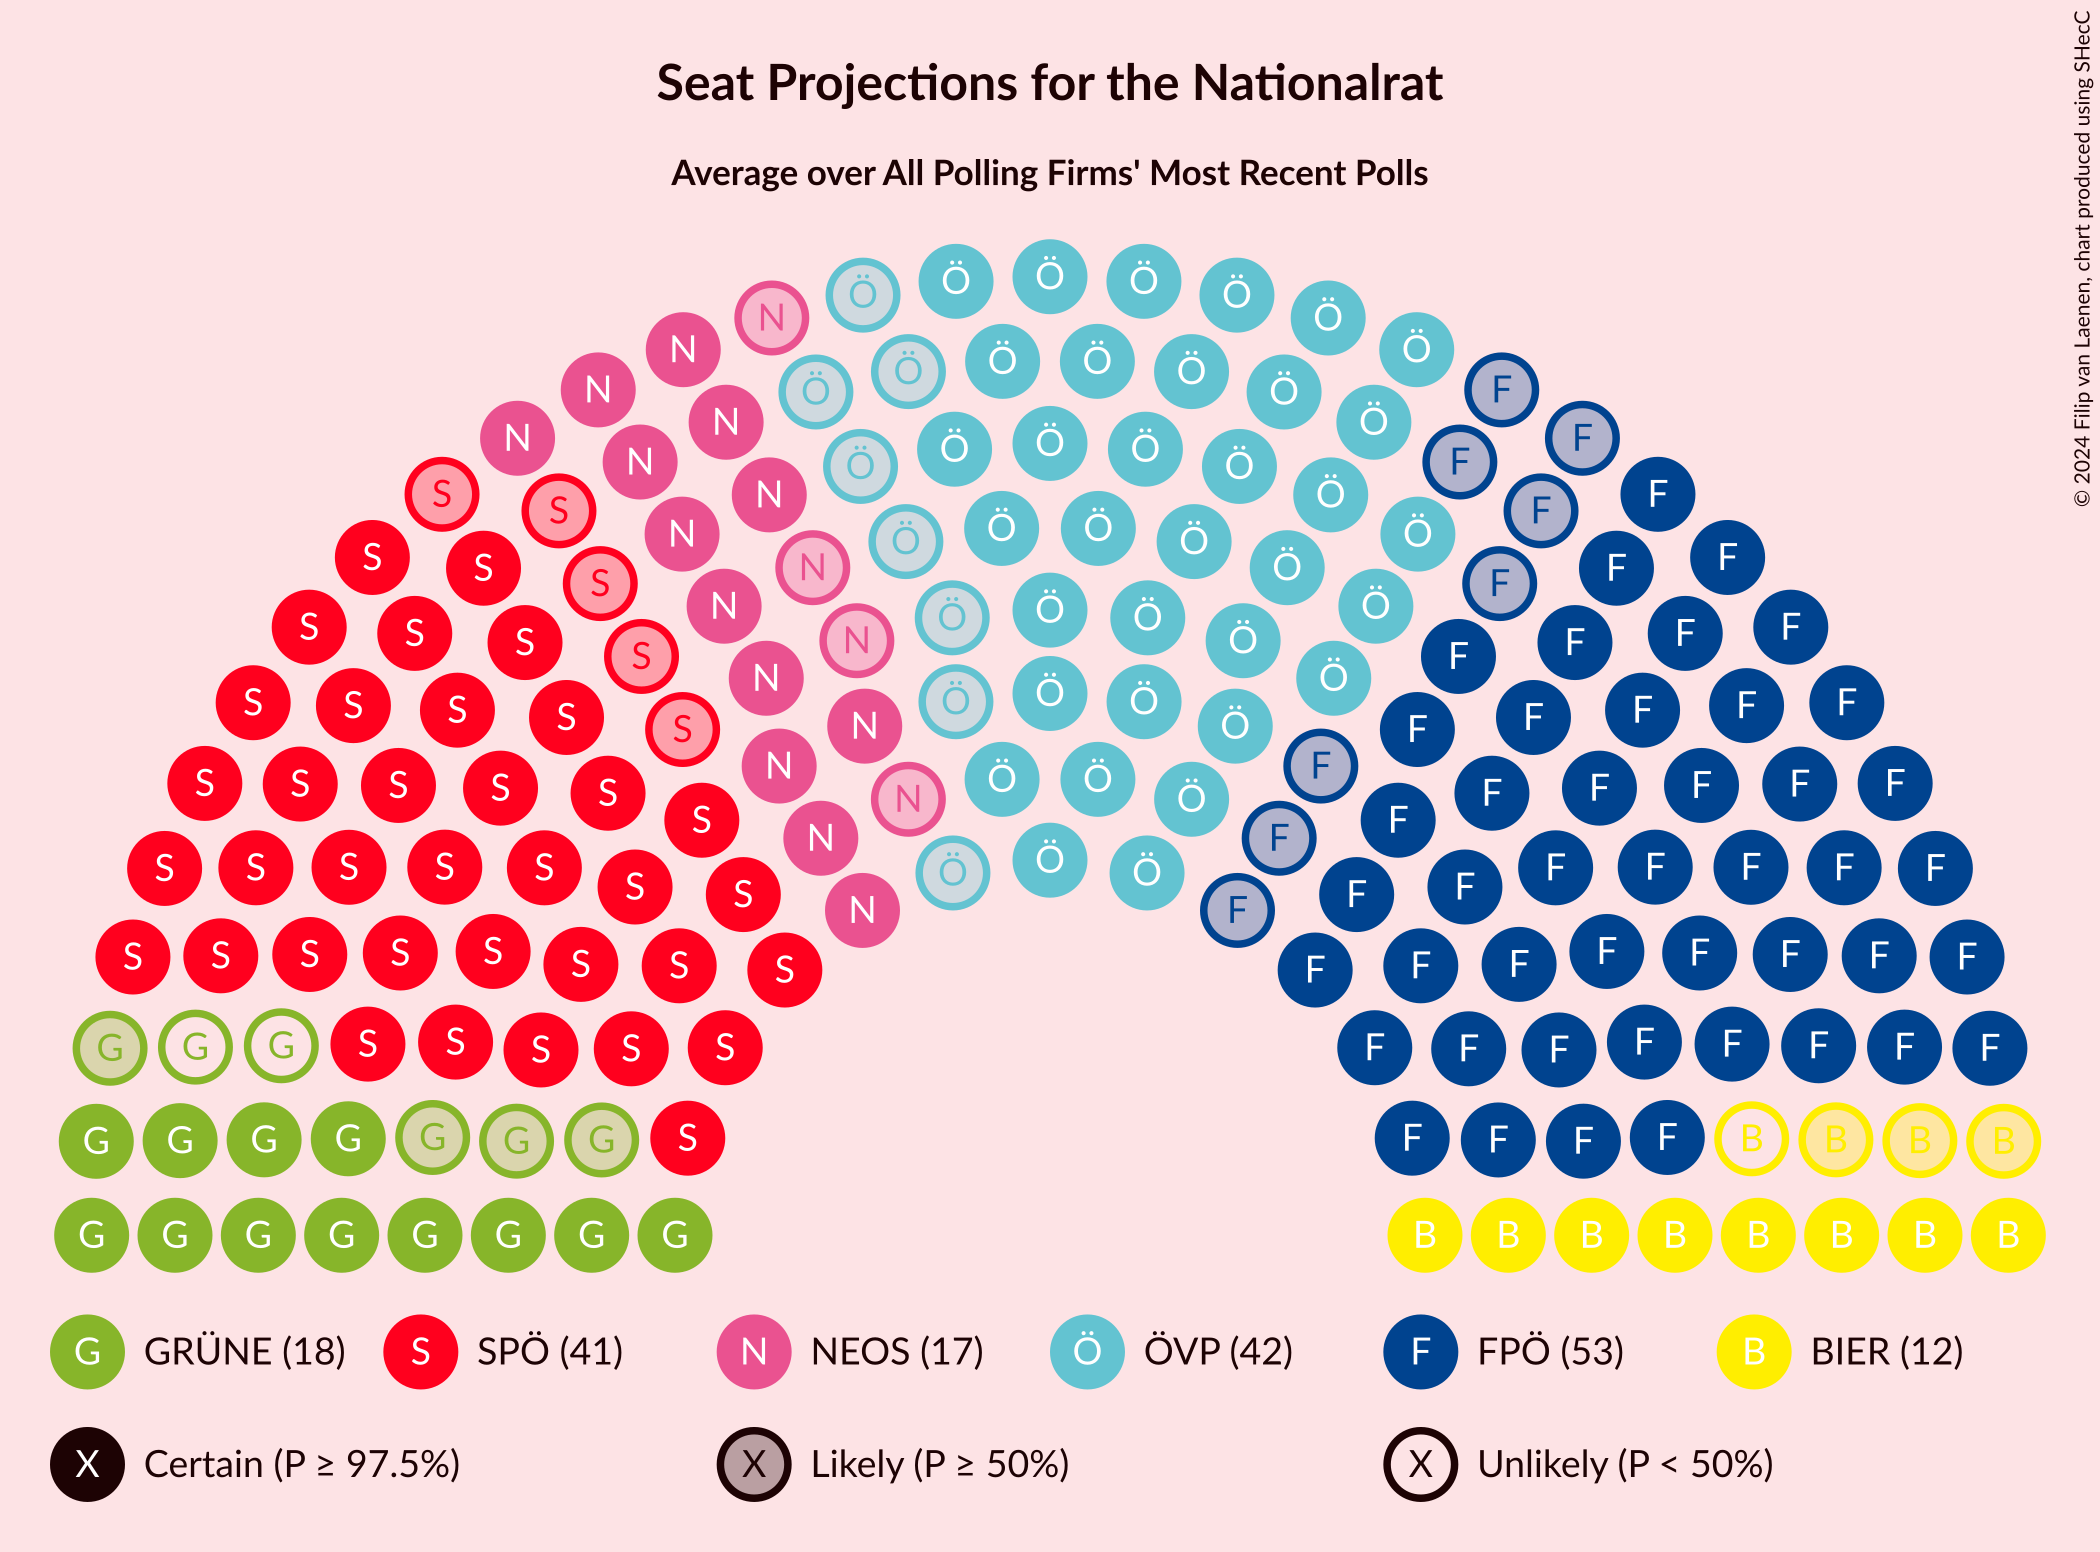 Seat Projections for the Nationalrat
Average over All Polling Firms' Most Recent Polls
© 2024 Filip van Laenen, chart produced using SHecC
Ö Ö Ö Ö Ö
N Ö
N Ö
N Ö Ö Ö Ö Ö Ö F
N N N Ö Ö Ö Ö Ö Ö F F
S S N N Ö Ö Ö Ö Ö Ö F F
S S S N N Ö Ö F F F
S S S S N Ö Ö Ö Ö F F F F
S S S S S N N Ö Ö Ö Ö Ö F F F F F
S S S S S S N N Ö Ö Ö F F F F F F F
S S S S S S S N N Ö Ö Ö F F F F F F F F F
S S S S S S S S F F F F F F F F
G G G S S S S S F F F F F F F F
G G G G G G G S F F F F B B B B
G G G G G G G G B B B B B B B B
G GRÜNE (18) S SPÖ (41) N NEOS (17) Ö ÖVP (42) F FPÖ (53) B BIER (12)
X Certain (P ≥ 97.5%) X Likely (P ≥ 50%) X Unlikely (P < 50%)